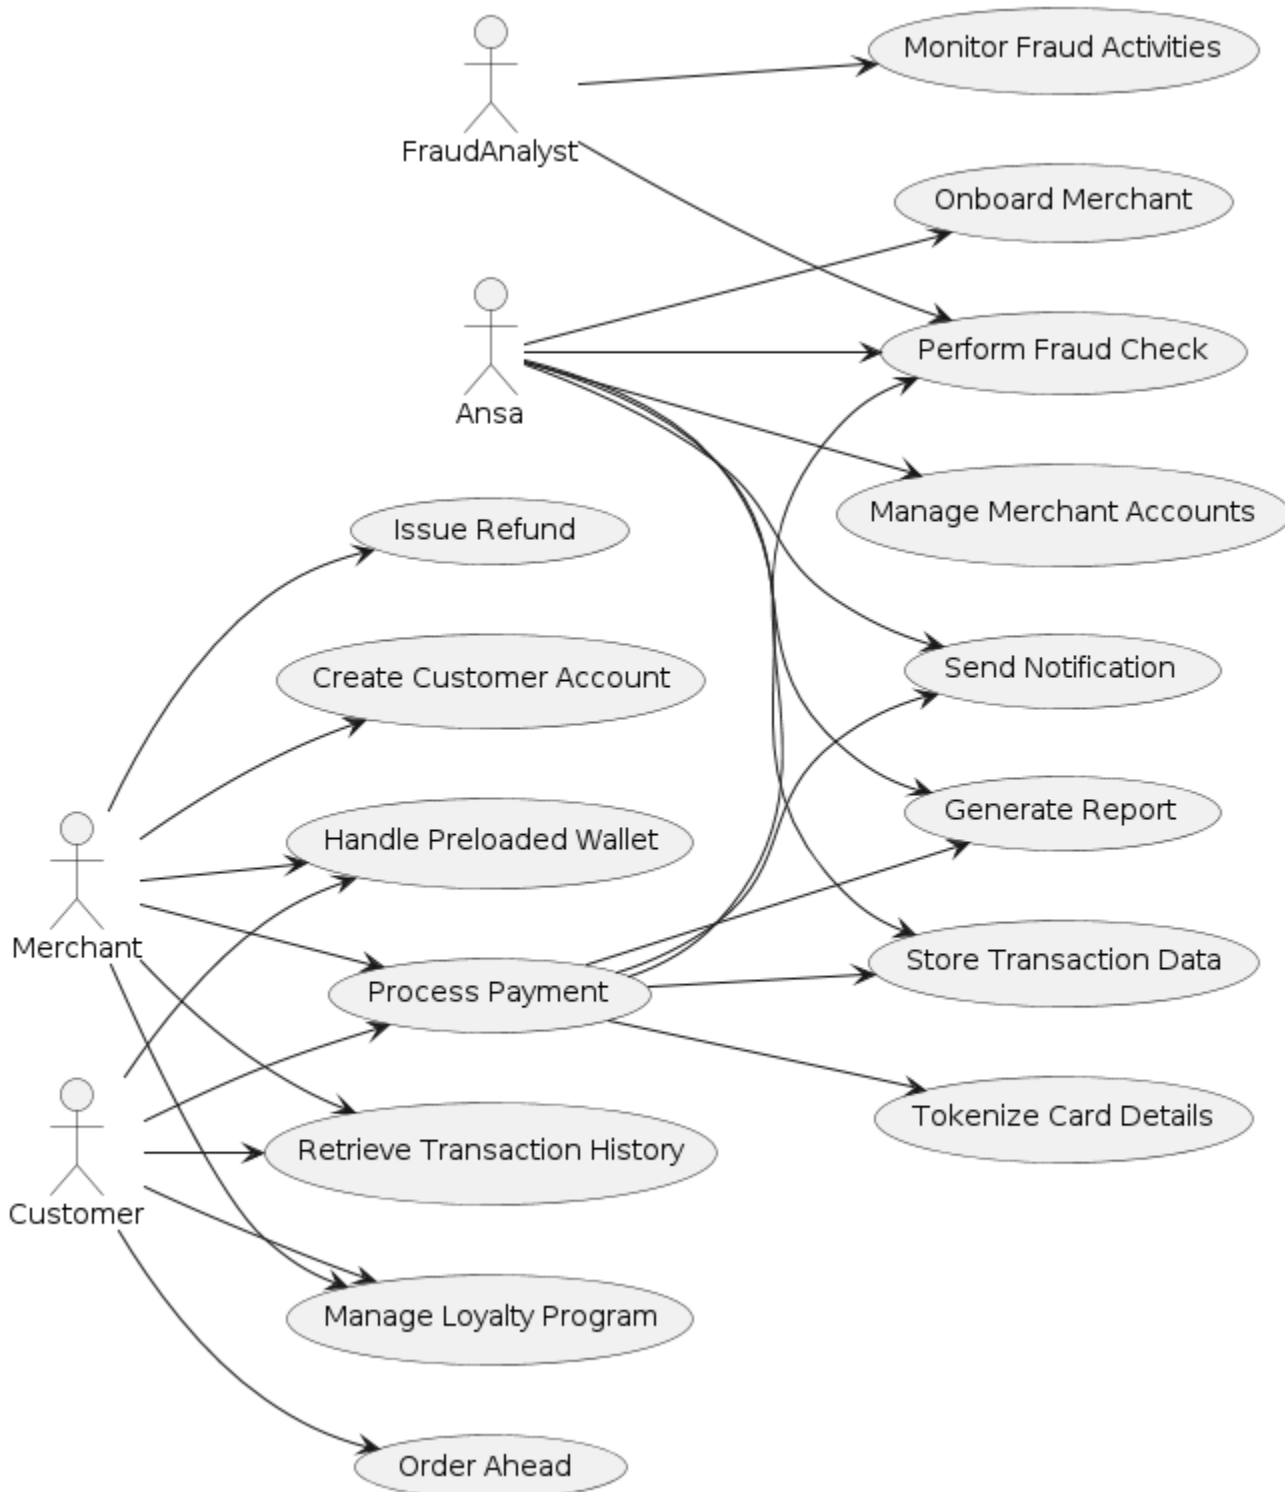 Monitor Fraud Activities
FraudAnalyst
Onboard Merchant
Perform Fraud Check
Ansa
Manage Merchant Accounts
Issue Refund
Create Customer Account
Send Notification
Generate Report
Handle Preloaded Wallet
Merchant
Store Transaction Data
Process Payment
Tokenize Card Details
Retrieve Transaction History
Customer
Manage Loyalty Program
Order Ahead